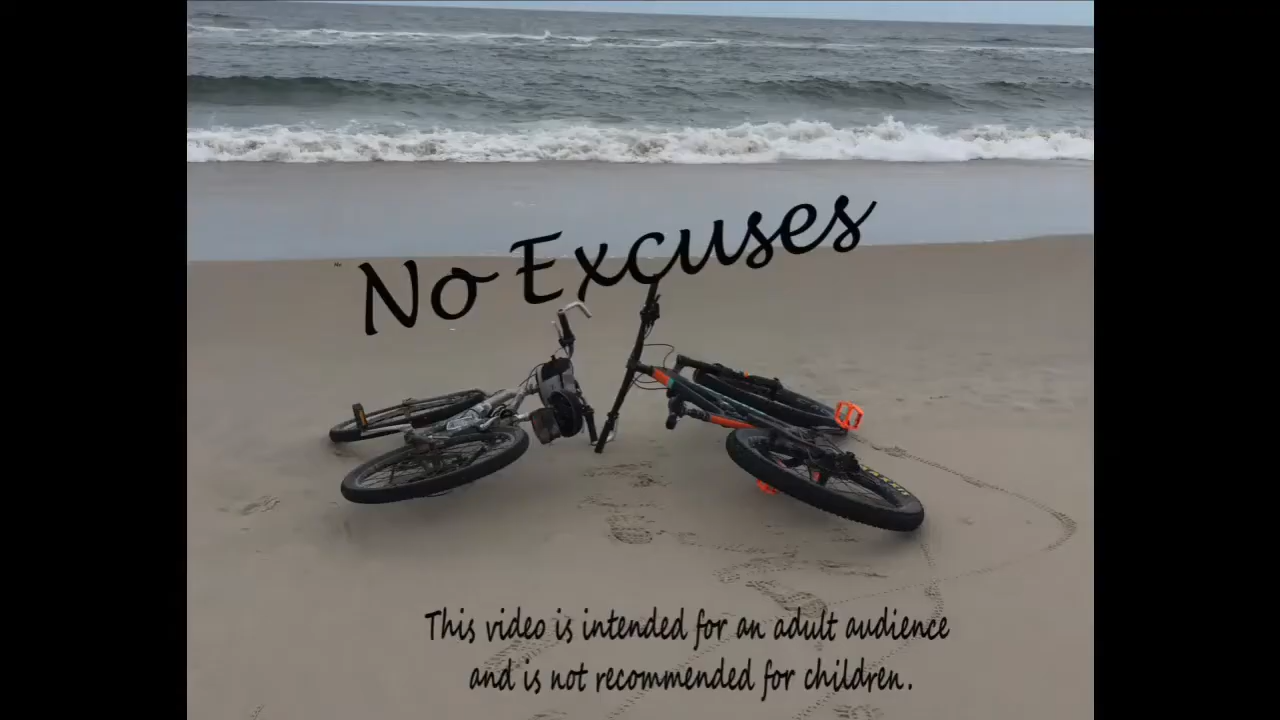 No Excuses
This video is intended for an adult audience
and is not recommended for children.